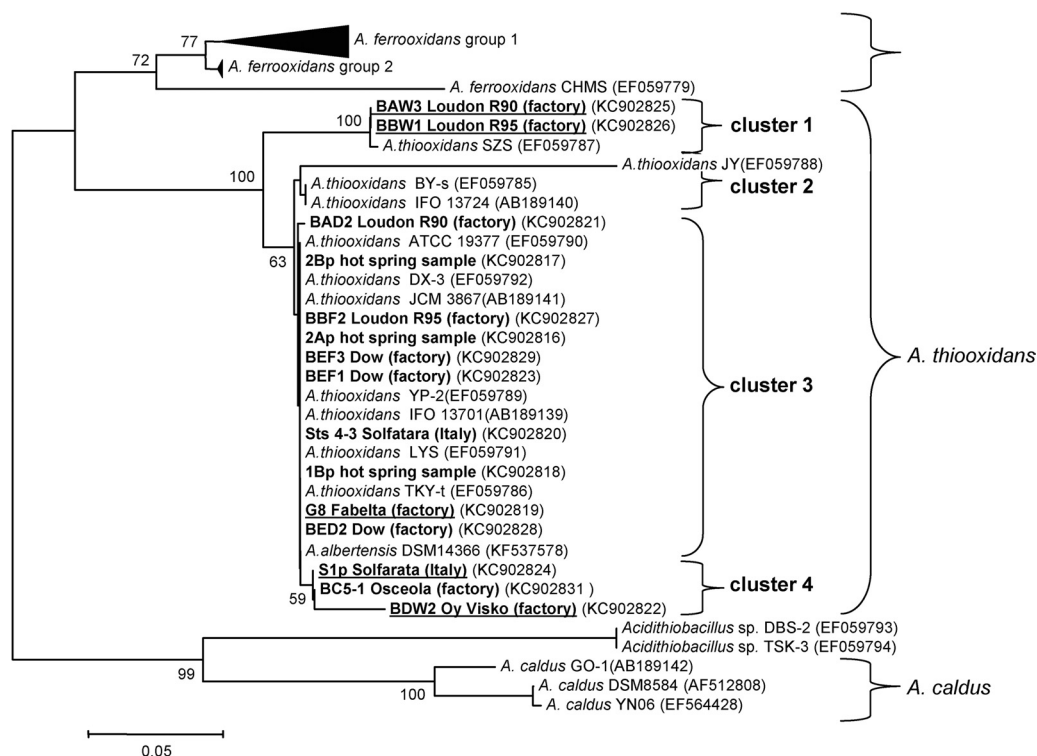 77
A. ferrooxidans group 1
72
A. ferrooxidans group 2
A. ferrooxidans CHMS (EF059779)
BAW3 Loudon R90 (factory) (KC902825)
100
BBW1 Loudon R95 (factory) (KC902826)
cluster 1
A.thiooxidans SZS (EF059787)
A.thiooxidans JY(EF059788)
100
A.thiooxidans BY-s (EF059785)
cluster 2
A.thiooxidans IFO 13724 (AB189140)
BAD2 Loudon R90 (factory) (KC902821)
A.thiooxidans ATCC 19377 (EF059790)
63
2Bp hot spring sample (KC902817)
A.thiooxidans DX-3 (EF059792)
A.thiooxidans JCM 3867(AB189141)
BBF2 Loudon R95 (factory) (KC902827)
2Ap hot spring sample (KC902816)
BEF3 Dow (factory) (KC902829)
A. thiooxidans
BEF1 Dow (factory) (KC902823)
cluster 3
A.thiooxidans YP-2(EF059789)
A.thiooxidans IFO 13701(AB189139)
Sts 4-3 Solfatara (Italy) (KC902820)
A.thiooxidans LYS (EF059791)
1Bp hot spring sample (KC902818)
A.thiooxidans TKY-t (EF059786)
G8 Fabelta (factory) (KC902819)
BED2 Dow (factory) (KC902828)
A.albertensis DSM14366 (KF537578)
S1p Solfarata (Italy) (KC902824)
59
BC5-1 Osceola (factory) (KC902831 )
cluster 4
BDW2 Oy Visko (factory) (KC902822)
Acidithiobacillus sp. DBS-2 (EF059793)
Acidithiobacillus sp. TSK-3 (EF059794)
99
A. caldus GO-1(AB189142)
100
A. caldus DSM8584 (AF512808)
A. caldus
A. caldus YN06 (EF564428)
0.05